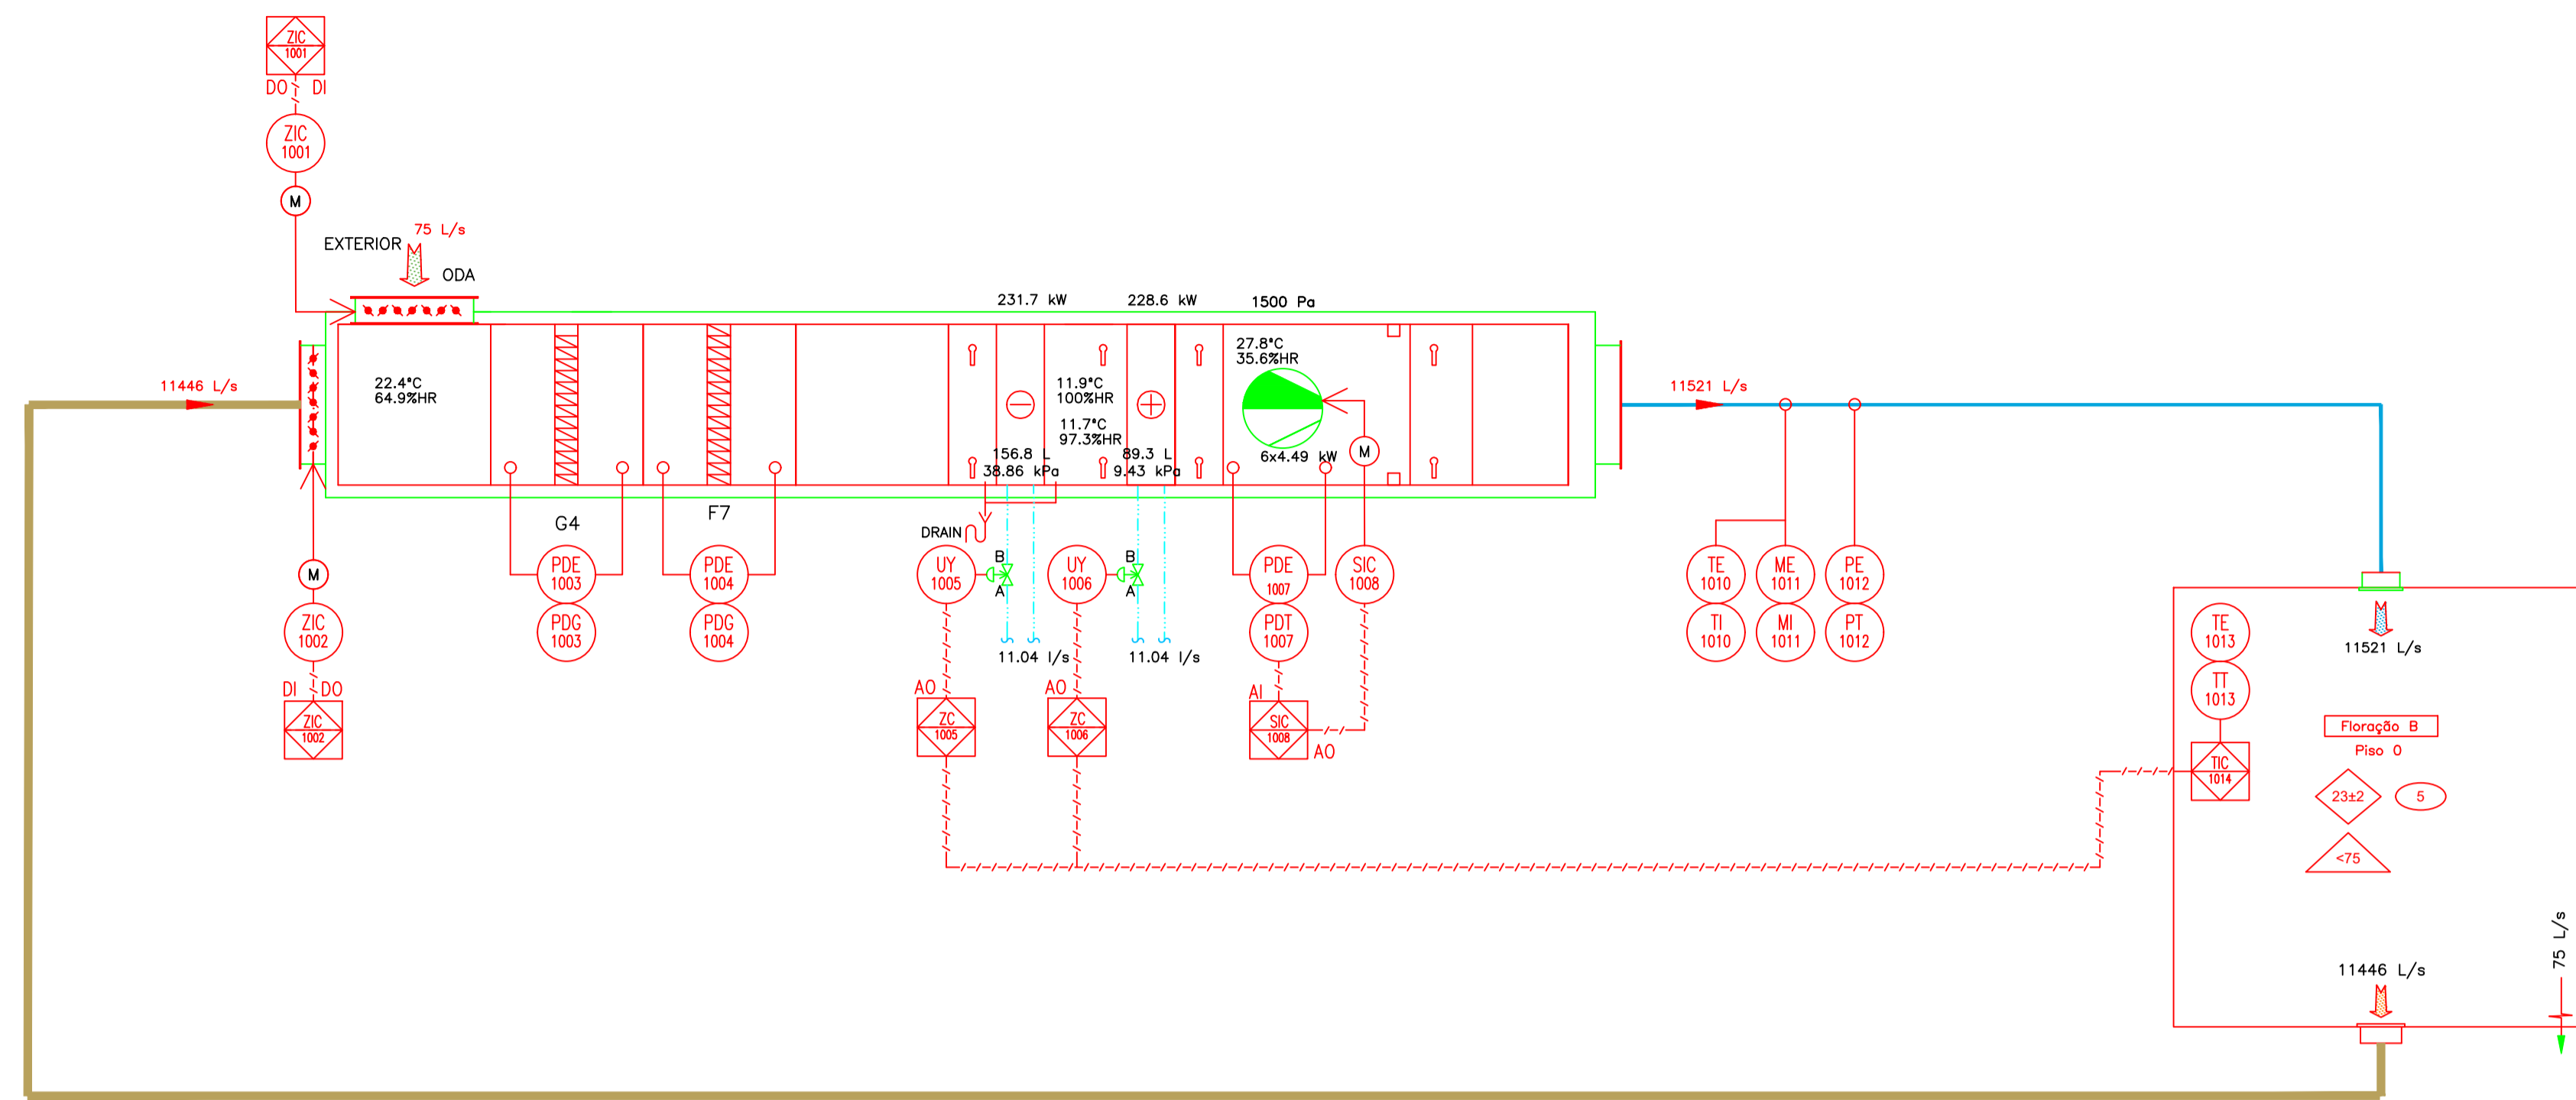 ZIC
1001
DO DI
ZIC
1001
M
75 L/s
EXTERIOR
ODA
231.7 kW
228.6 kW
1500 Pa
11446 L/s
22.4°C
64.9%HR
11.9°C
100%HR
11.7°C
97.3%HR
27.8°C
35.6%HR
156.8 L
38.86 kPa
89.3 L
9.43 kPa
6x4.49 kW
M
11521 L/s
G4
F7
DRAIN
B
A
B
A
M
ZIC
1002
DI DO
ZIC
1002
PDE
1003
PDG
1003
PDE
1004
PDG
1004
UY
1005
UY
1006
11.04 l/s
11.04 l/s
AO
ZC
1005
AO
ZC
1006
PDE
1007
PDT
1007
SIC
1008
AI
SIC
1008
AO
TE
1010
TI
1010
ME
1011
MI
1011
PE
1012
PT
1012
TE
1013
TT
1013
TIC
1014
11521 L/s
Floração B
Piso 0
23±2
5
<75
11446 L/s
75 L/s